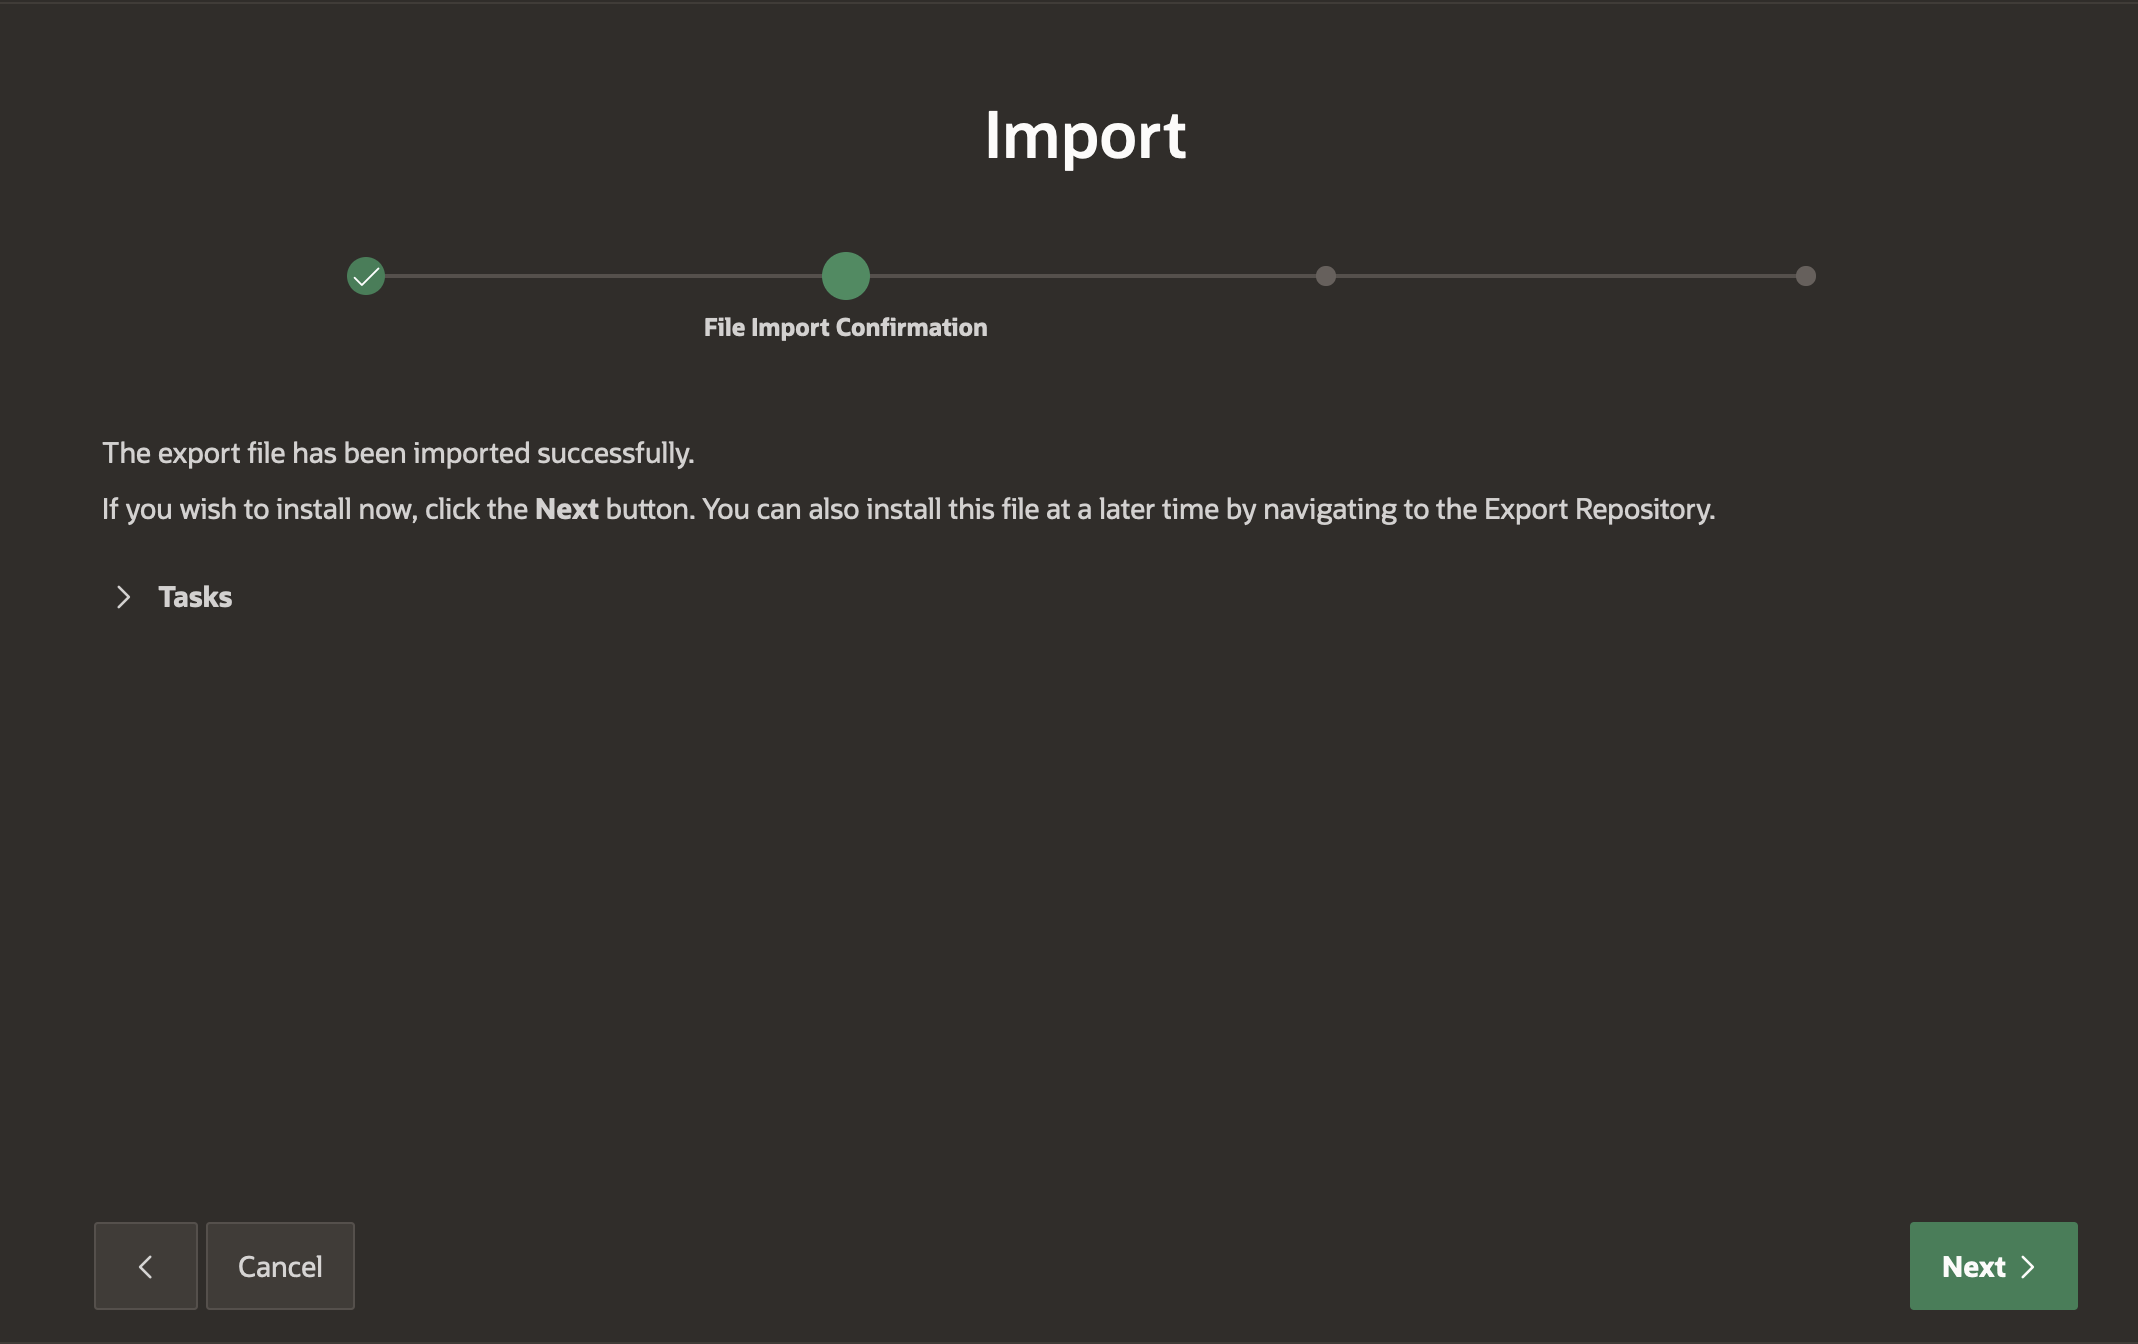 Import
File Import Confirmation
The export file has been imported successfully.
If you wish to install now, click the Next button. You can also install this file at a later time by navigating to the Export Repository.
Tasks
Cancel
Next